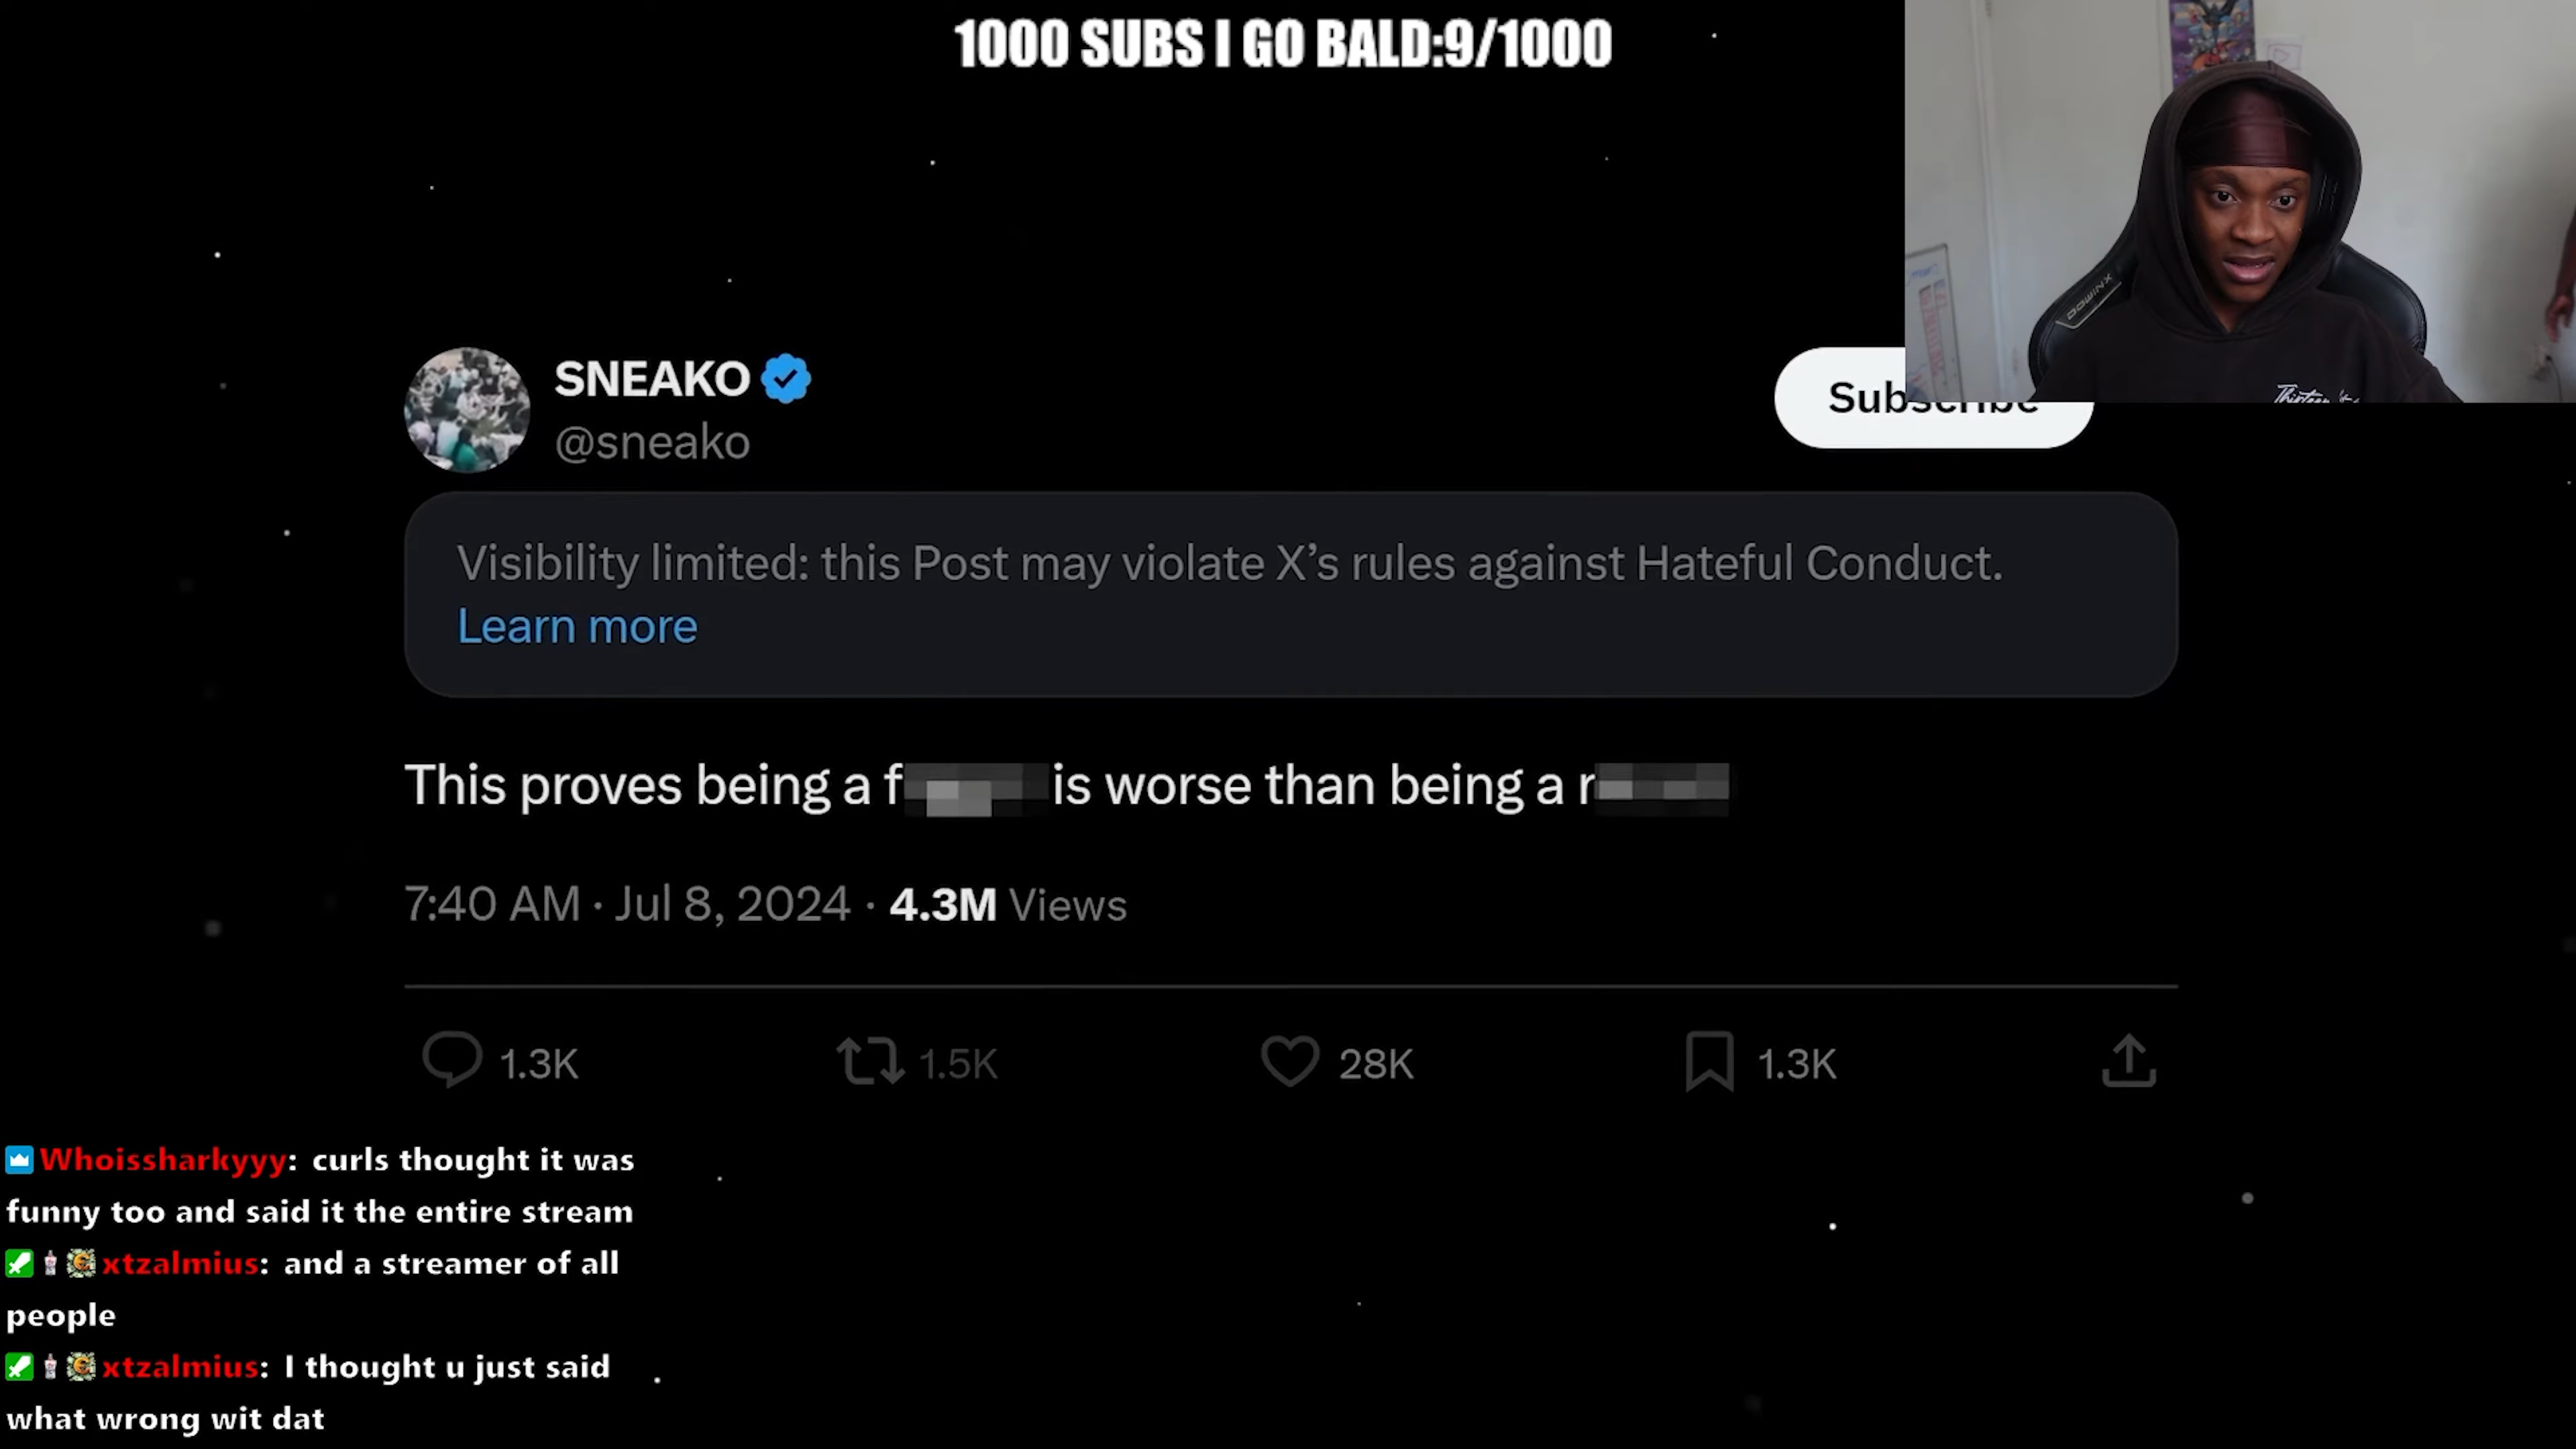 1000 SUBS I GO BALD:9/1000
SNEAKO
@sneako
Subscribe
DOWINX
Visibility limited: this Post may violate X's rules against Hateful Conduct.
Learn more
This proves being a f is worse than being a r
7:40 AM · Jul 8, 2024 · 4.3M Views
1.3K
1.5K
28K
1.3K
Whoissharkyyy: curls thought it was
funny too and said it the entire stream
xtzalmius: and a streamer of all
people
xtzalmius: I thought u just said
what wrong wit dat